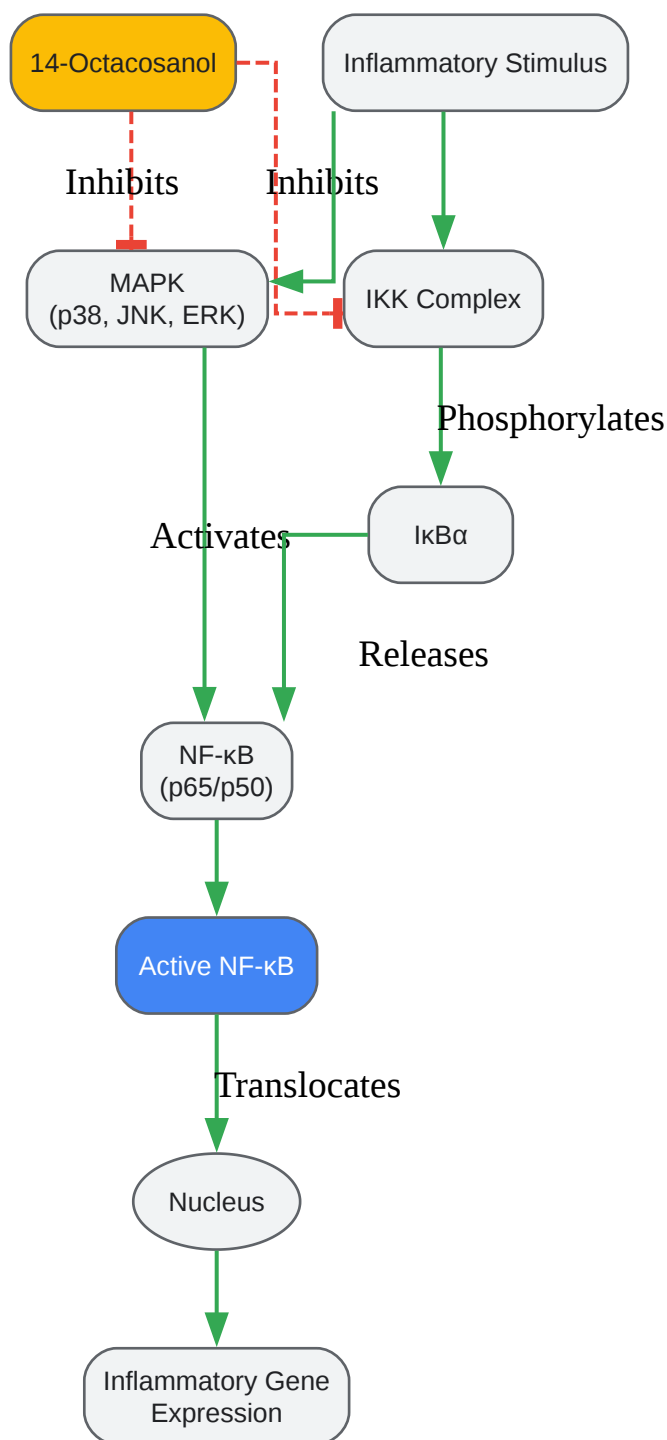 14-Octacosanol
Inflammatory Stimulus
Inhibits
Inhibits
MAPK
(p38, JNK, ERK)
IKK Complex
Phosphorylates
IκBα
Activates
Releases
NF-κB
(p65/p50)
Active NF-κB
Translocates
Nucleus
Inflammatory Gene
Expression